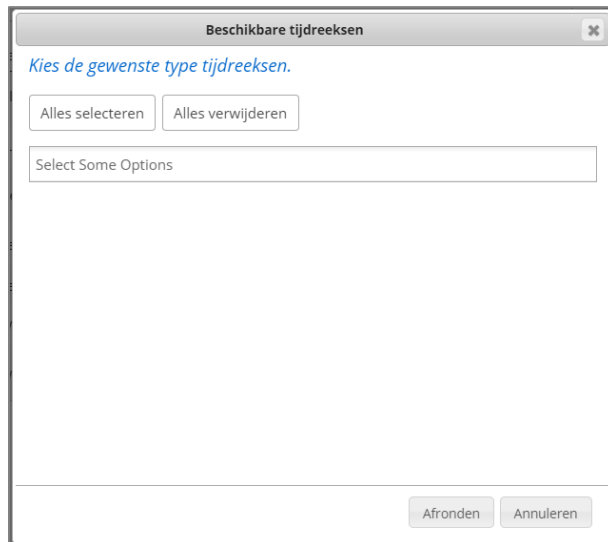 Beschikbare tijdreeksen
Kies de gewenste type tijdreeksen.
Alles selecteren Alles verwijderen
Select Some Options
Afronden Annuleren